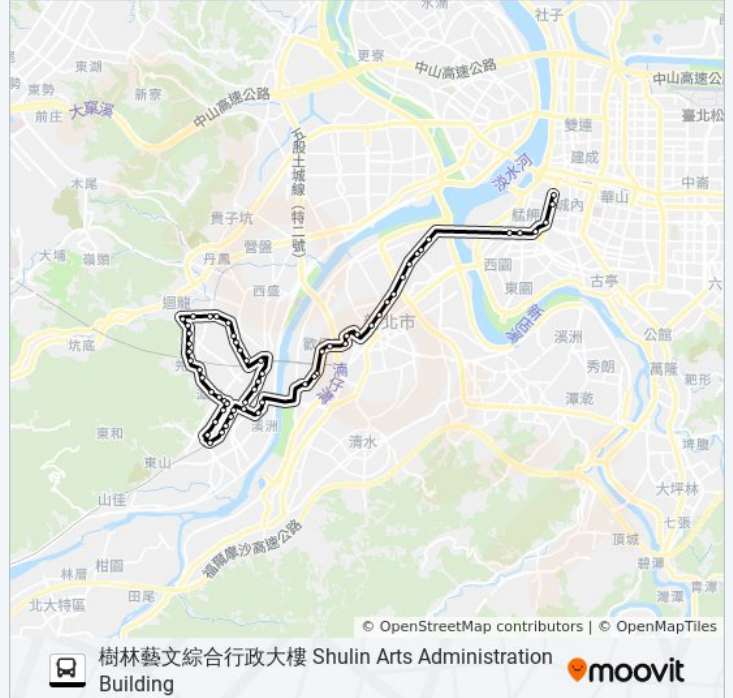 水湳
社子
更寮
東湖
中山高速公路
中山高速公
東勢
新寮
中山高速公路
大窠溪
前庄
臺北松
雙連
五股土城線（特二號）
建成
淡水河
木尾
中崙
華山
艋舺
城內
貴子坑
營盤
大埔
嶺頭
丹鳳
西園
古亭
西盛
東園
迴龍
新店溪
北市
公館
溪洲
坑底
秀朗
萬隆
湳仔溝
軳形
潭墘
溪洲
東和
清水
埤腹
東山
大坪林
山佳
七張
福爾摩沙高速公路
頂城
碧潭
柑園
林厝
青潭
田尾
灣潭
北大特區
© OpenStreetMap contributors | © OpenMapTiles
樹林藝文綜合行政大樓 Shulin Arts Administration
Building
moovit